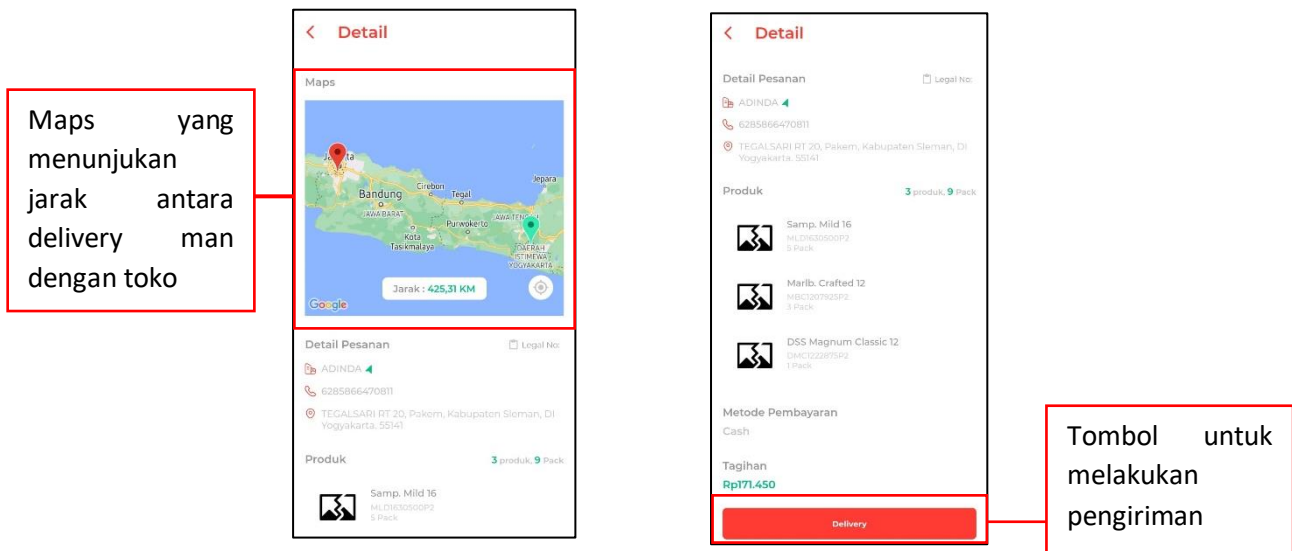 Maps yang
menunjukan
jarak antara
delivery man
dengan toko
Detail
Maps
Cirebon
Jepara
Bandung
Tegal
JAWA BARAT
Purwokerto
Kota
Tasikmalaya
DAERAH
ISTIMEWA
YOGYAKARTA
Jarak : 425,31 KM
Google
Detail Pesanan
Legal No:
ADINDA
6285866470811
TEGALSARI RT 20, Pakem, Kabupaten Sleman, DI
Yogyakarta. 55141
Produk
3 produk, 9 Pack
Samp. Mild 16
MLD1630500P2
5 Pack
Detail
Detail Pesanan
Legal No:
ADINDA
6285866470811
TEGALSARI RT 20, Pakem, Kabupaten Sleman, DI
Yogyakarta. 55141
Produk
3 produk, 9 Pack
Samp. Mild 16
MLD1630500P2
5 Pack
Marlb. Crafted 12
MBC1207925P2
3 Pack
DSS Magnum Classic 12
DMC1222875P2
1 Pack
Metode Pembayaran
Cash
Tagihan
Rp171.450
Delivery
Tombol untuk
melakukan
pengiriman